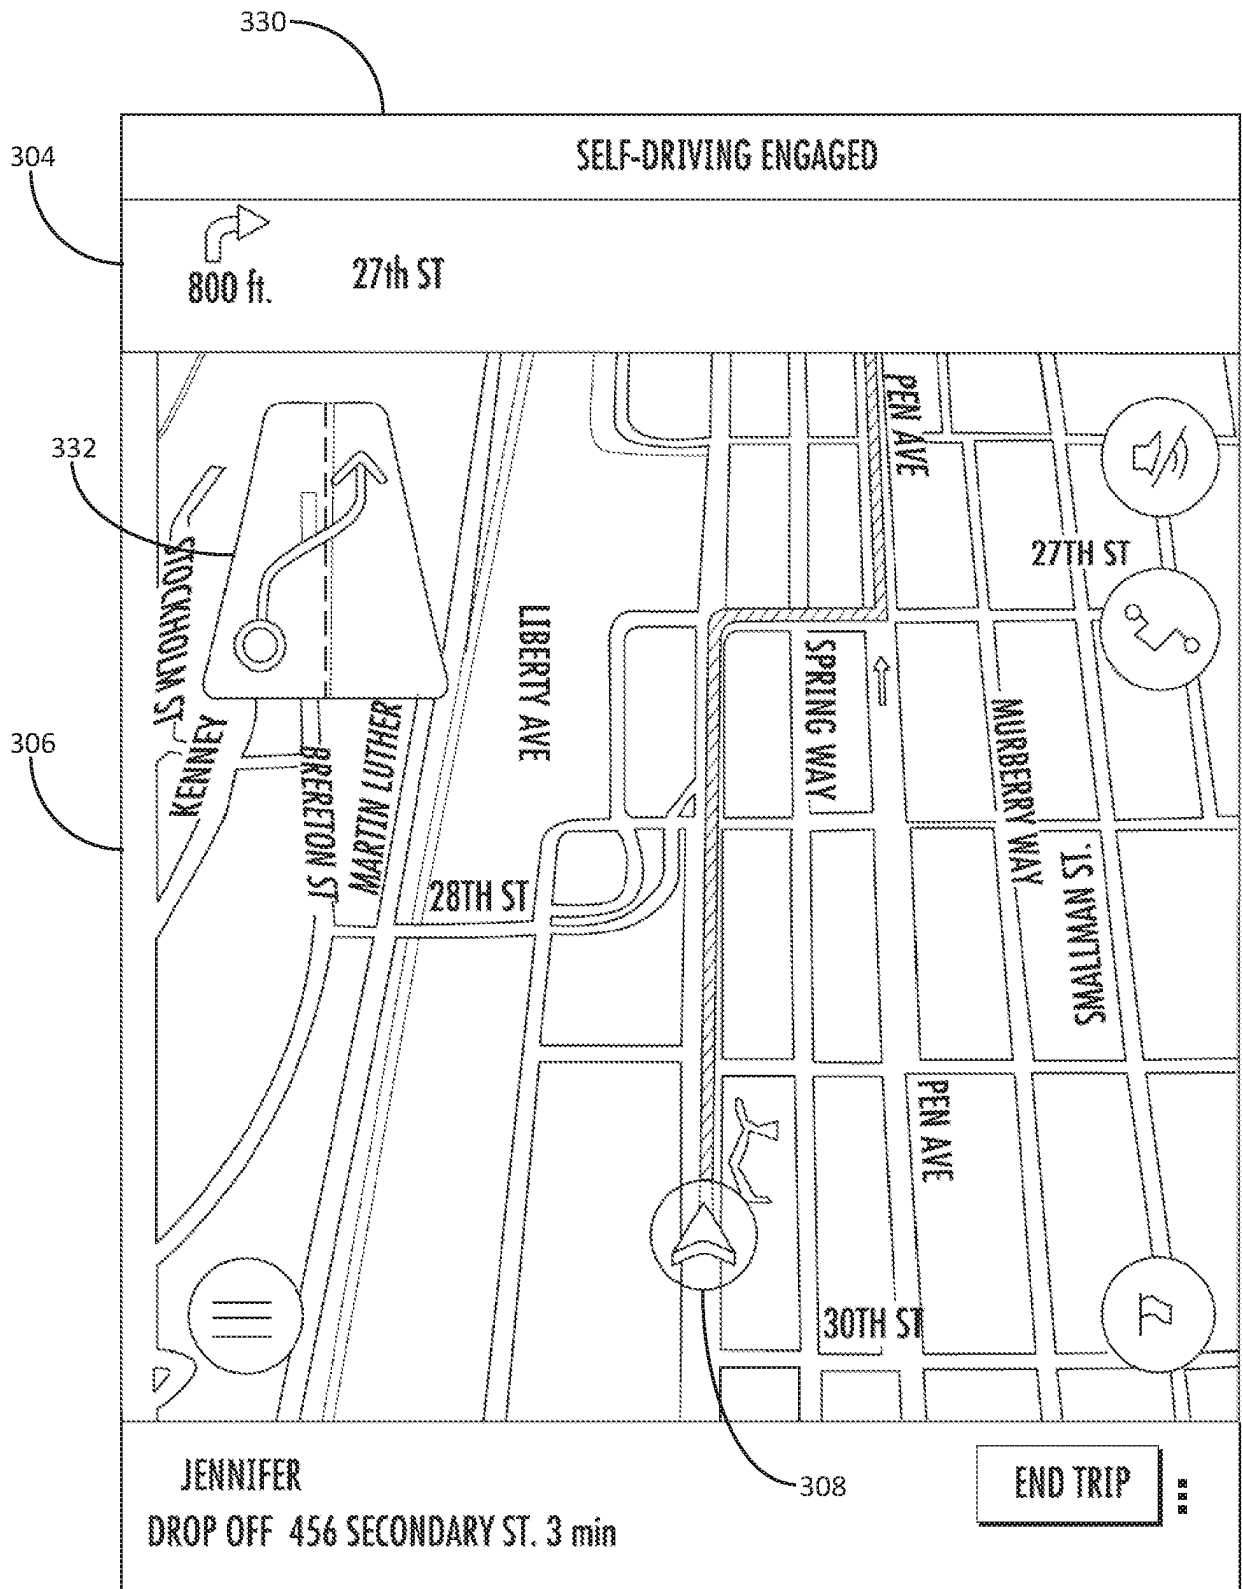 330
304
SELF-DRIVING ENGAGED
800 ft.
27th ST
PEN AVE
332
27TH ST
STOCKHOLM ST
LIBERTY AVE
SPRING WAY
306
KENNEY
BRERETON ST
MARTIN LUTHER
MURBERRY WAY
28TH ST
SMALLMAN ST.
PEN AVE
30TH ST
JENNIFER
308
END TRIP
DROP OFF 456 SECONDARY ST. 3 min